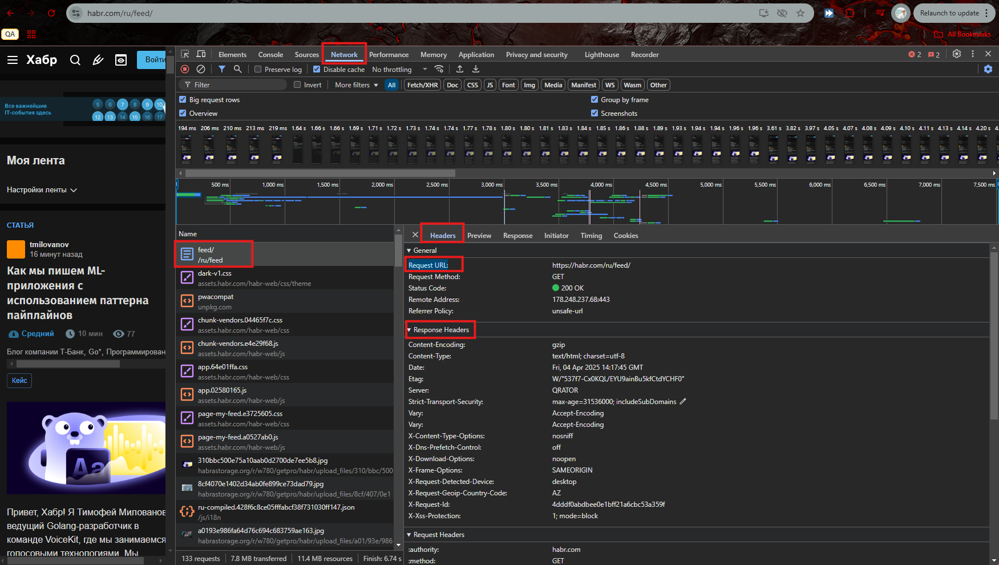 habr.com/ru/feed/
Relaunch to update
QA
All Bookmarks
Хабр
Войти
Все важнейшие
IT-события здесь
5 6 7 8 9 10
12 13 14 15 16 17
Моя лента
Настройки ленты
СТАТЬЯ
tmilovanov
16 минут назад
Как мы пишем ML-
приложения с
использованием паттерна
пайплайнов
Средний 10 мин 77
Блог компании Т-Банк, Go*, Программирован
Кейс
Aa
Привет, Хабр! Я Тимофей Милованов
ведущий Golang-разработчик в
команде VoiceKit, где мы занимаемся
голосовыми технологиями. Мы
Elements Console Sources Network Performance Memory Application Privacy and security Lighthouse Recorder 2 2
Preserve log Disable cache No throttling
Filter Invert More filters All Fetch/XHR Doc CSS JS Font Img Media Manifest WS Wasm Other
Big request rows Group by frame
Overview Screenshots
194 ms 206 ms 210 ms 213 ms 219 ms 1.64 s 1.66 s 1.66 s 1.69 s 1.71 s 1.72 s 1.73 s 1.74 s 1.74 s 1.77 s 1.78 s 1.80 s 1.80 s 1.81 s 1.83 s 1.84 s 1.85 s 1.86 s 1.88 s 1.89 s 1.93 s 1.94 s 1.94 s 1.96 s 1.96 s 3.61 s 3.82 s 3.97 s 4.05 s 4.07 s 4.08 s 4.09 s 4.10 s 4.11 s 4.13 s 4.14 s 4.20 s 4.
500 ms 1,000 ms 1,500 ms 2,000 ms 2,500 ms 3,000 ms 3,500 ms 4,000 ms 4,500 ms 5,000 ms 5,500 ms 6,000 ms 6,500 ms 7,000 ms 7,500 ms
Name
feed/
/ru/feed
dark-v1.css
assets.habr.com/habr-web/css/theme
pwacompat
unpkg.com
chunk-vendors.04465f7c.css
assets.habr.com/habr-web/css
chunk-vendors.e4e29f68.js
assets.habr.com/habr-web/js
app.64e01ffa.css
assets.habr.com/habr-web/css
app.02580165.js
assets.habr.com/habr-web/js
page-my-feed.e3725605.css
assets.habr.com/habr-web/css
page-my-feed.a0527ab0.js
assets.habr.com/habr-web/js
310bbc500e75a10aab0d2700de7ee5b8.jpg
habrastorage.org/r/w780/getpro/habr/upload_files/310/bbc/500
8cf4070e1402d34ab0fe899ce73dad79.jpg
habrastorage.org/r/w780/getpro/habr/upload_files/8cf/407/0e1
ru-compiled.428f6c8ce05fffabcf38f731030ff147.json
/js/i18n
a0193e986fa64d76c694c683759ae163.jpg
habrastorage.org/r/w780/getpro/habr/upload_files/a01/93e/986
133 requests 7.8 MB transferred 11.4 MB resources Finish: 6.74 s
Headers Preview Response Initiator Timing Cookies
General
Request URL: https://habr.com/ru/feed/
Request Method: GET
Status Code: 200 OK
Remote Address: 178.248.237.68:443
Referrer Policy: unsafe-url
Response Headers
Content-Encoding: gzip
Content-Type: text/html; charset=utf-8
Date: Fri, 04 Apr 2025 14:17:45 GMT
Etag: W/"537f7-Cx0KQL/EYU9ainBu5kfCtdYCHF0"
Server: QRATOR
Strict-Transport-Security: max-age=31536000; includeSubDomains
Vary: Accept-Encoding
Vary: Accept-Encoding
X-Content-Type-Options: nosniff
X-Dns-Prefetch-Control: off
X-Download-Options: noopen
X-Frame-Options: SAMEORIGIN
X-Request-Detected-Device: desktop
X-Request-Geoip-Country-Code: AZ
X-Request-Id: 4dddf0abdbee0e1bff21a6cbc53a359f
X-Xss-Protection: 1; mode=block
Request Headers
:authority: habr.com
:method: GET